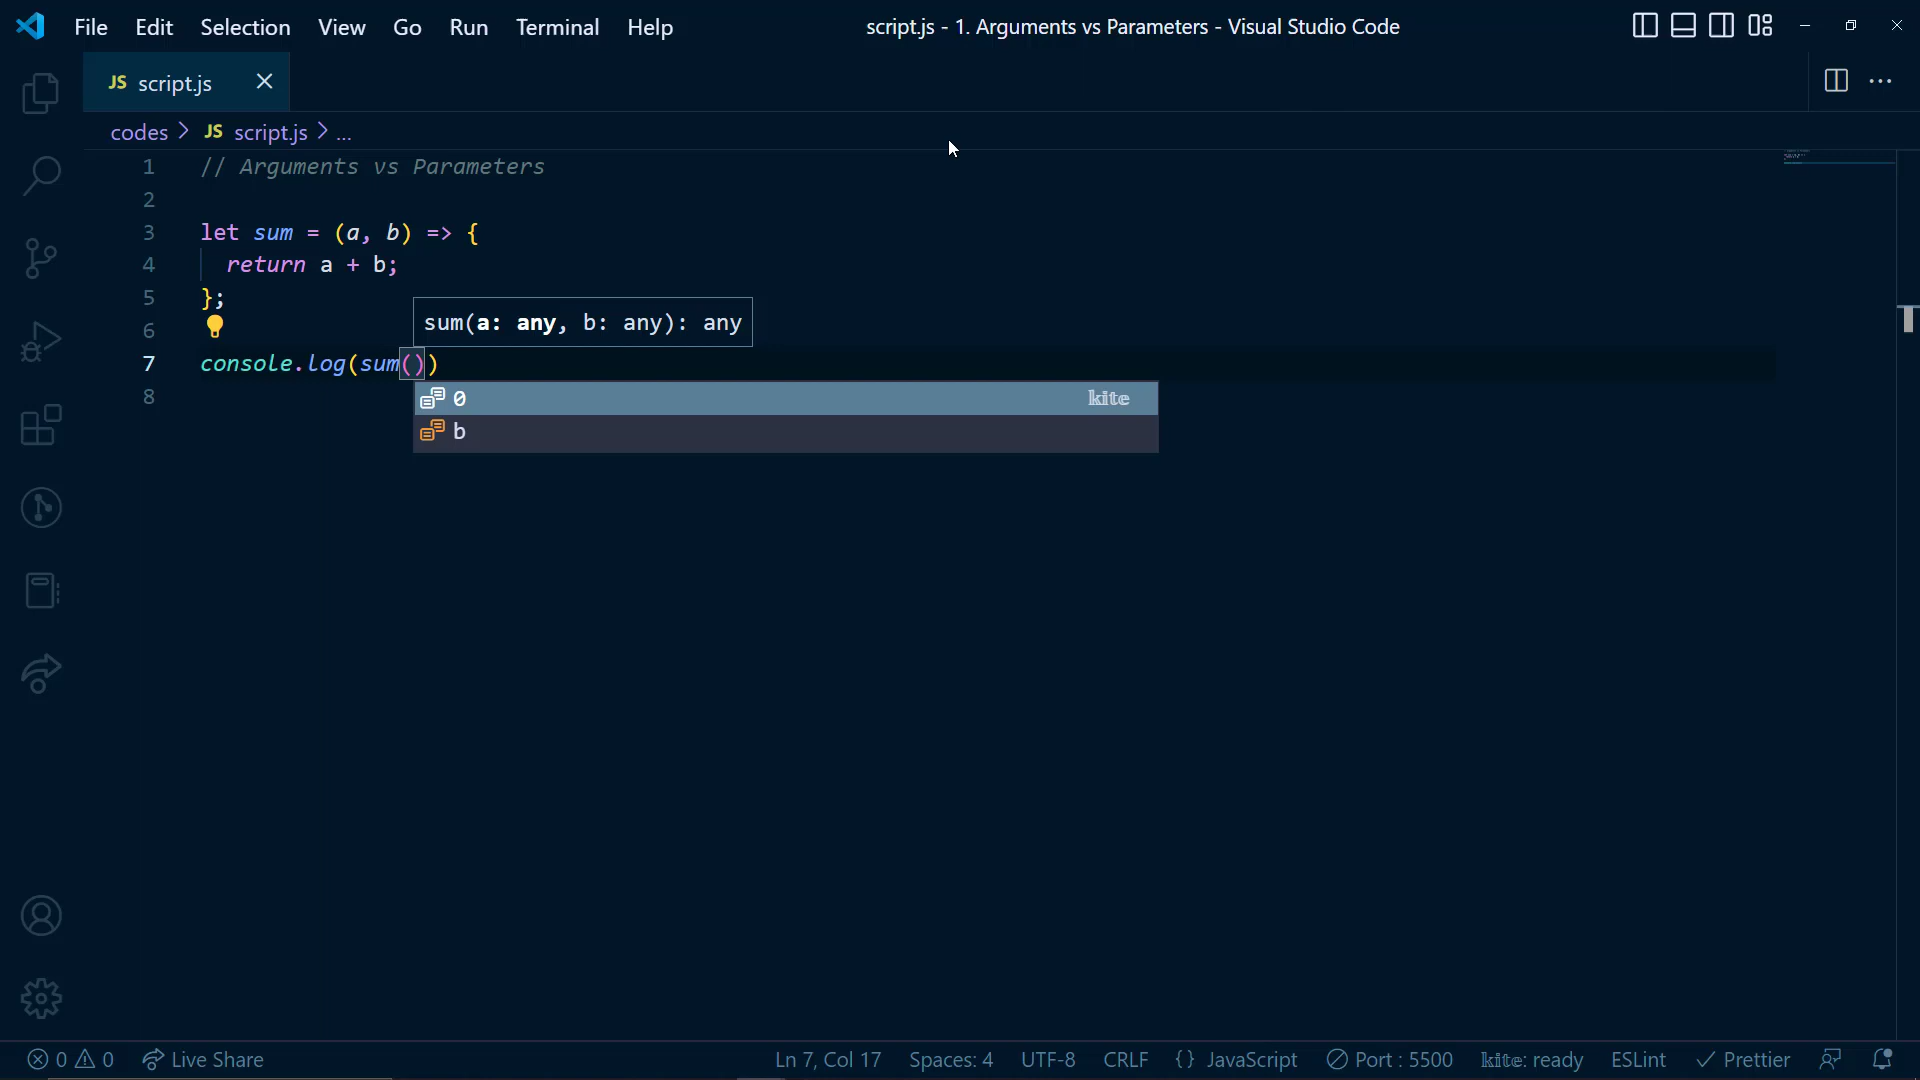 File Edit Selection View Go Run Terminal Help script.js - 1. Arguments vs Parameters - Visual Studio Code
JS script.js
codes > JS script.js > ...
1 // Arguments vs Parameters
2
3 let sum = (a, b) => {
4 return a + b;
5 };
sum(a: any, b: any): any
6
7 console.log(sum())
8
0 kite
b
0 0 Live Share Ln 7, Col 17 Spaces: 4 UTF-8 CRLF {} JavaScript Port : 5500 kite: ready ESLint ✓ Prettier